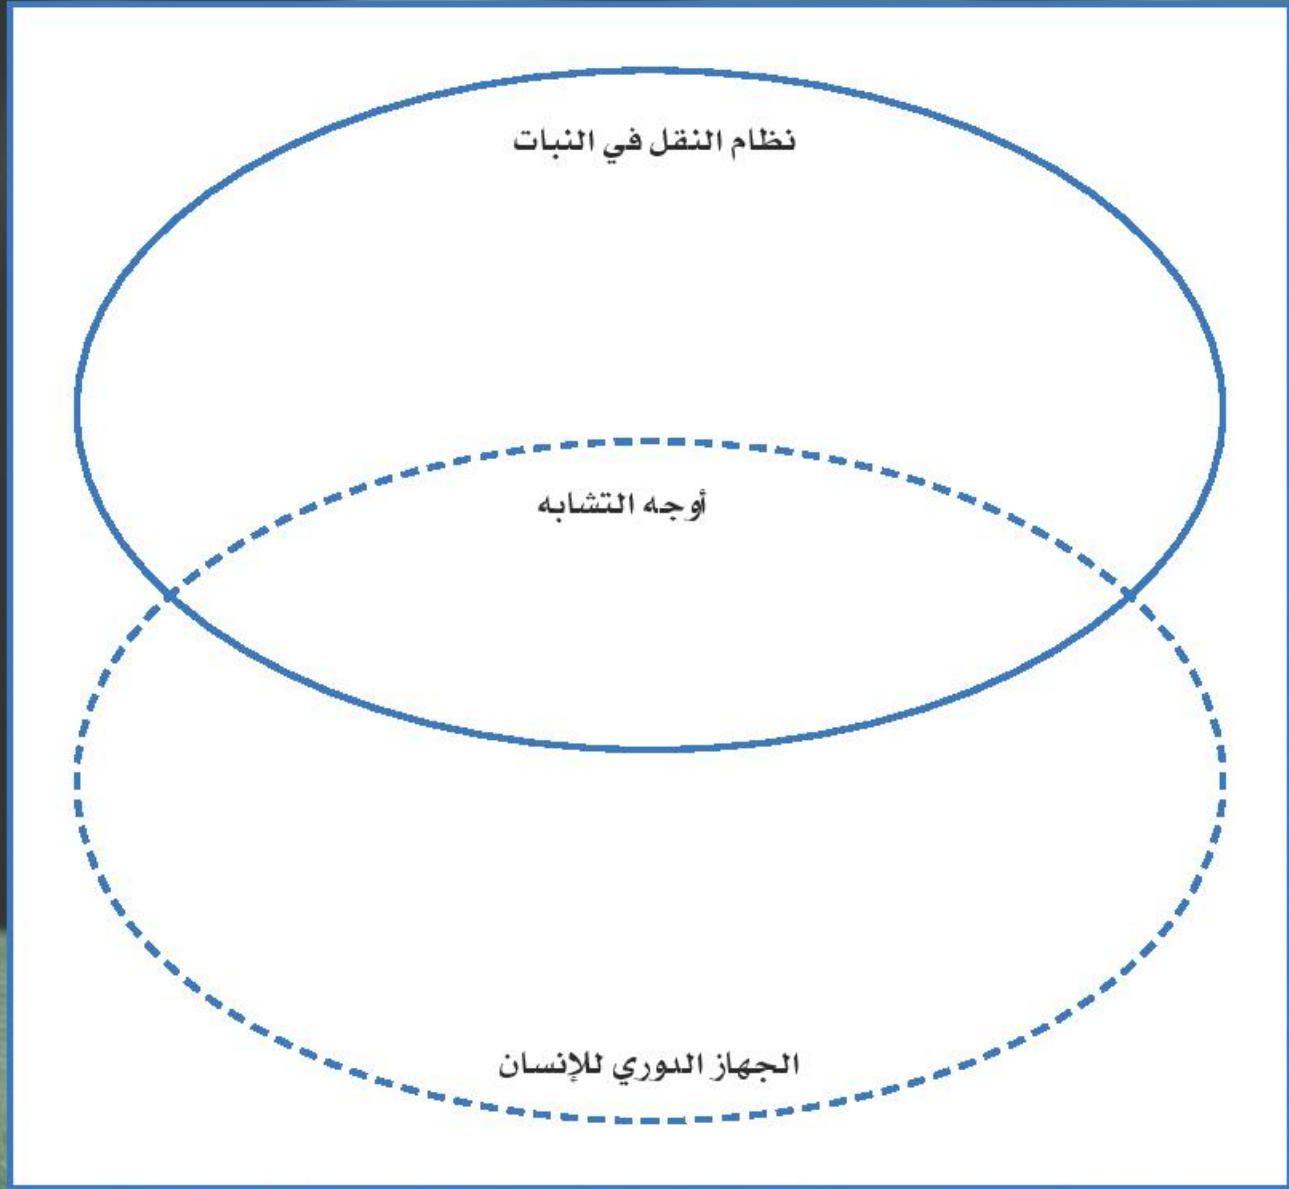 نظام النقل في النبات
أوجه التشابه
الجهاز الدوري للإنسان